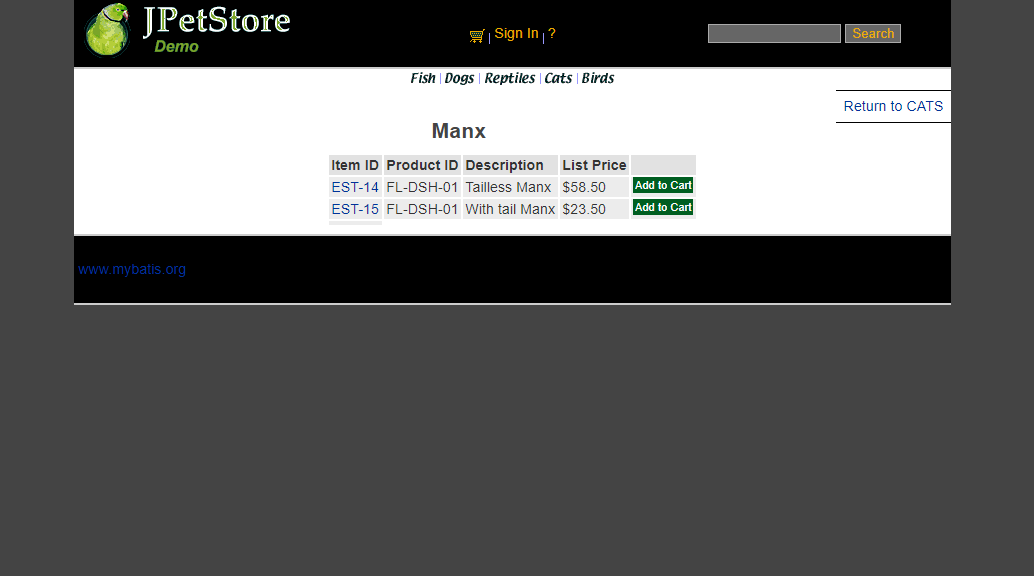 JPetStore
Demo
Sign In | ?
Search
Fish | Dogs | Reptiles | Cats | Birds
Return to CATS
Manx
Item ID Product ID Description List Price
EST-14 FL-DSH-01 Tailless Manx $58.50 Add to Cart
EST-15 FL-DSH-01 With tail Manx $23.50 Add to Cart
www.mybatis.org